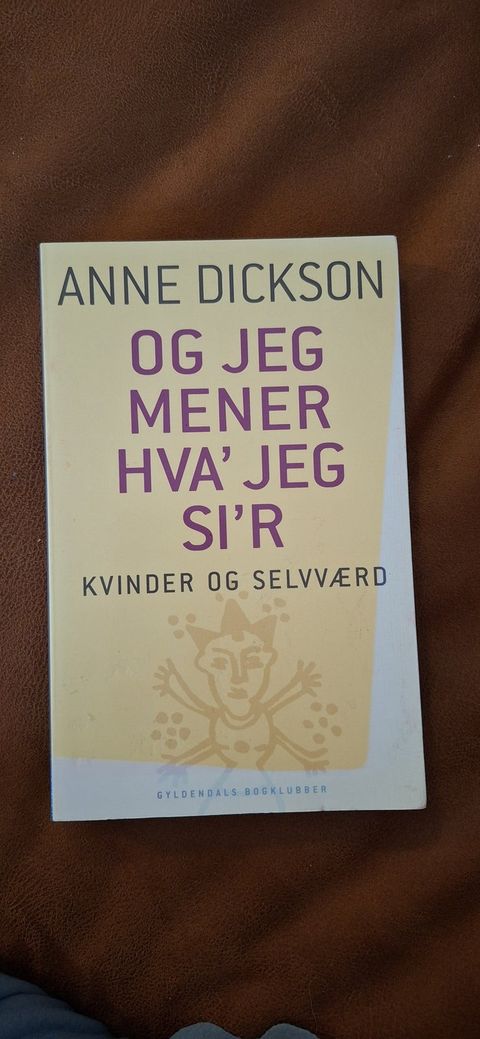 ANNE DICKSON
OG JEG
MENER
HVA' JEG
SI'R
KVINDER OG SELVVÆRD
GYLDENDALS BOGKLUBBER